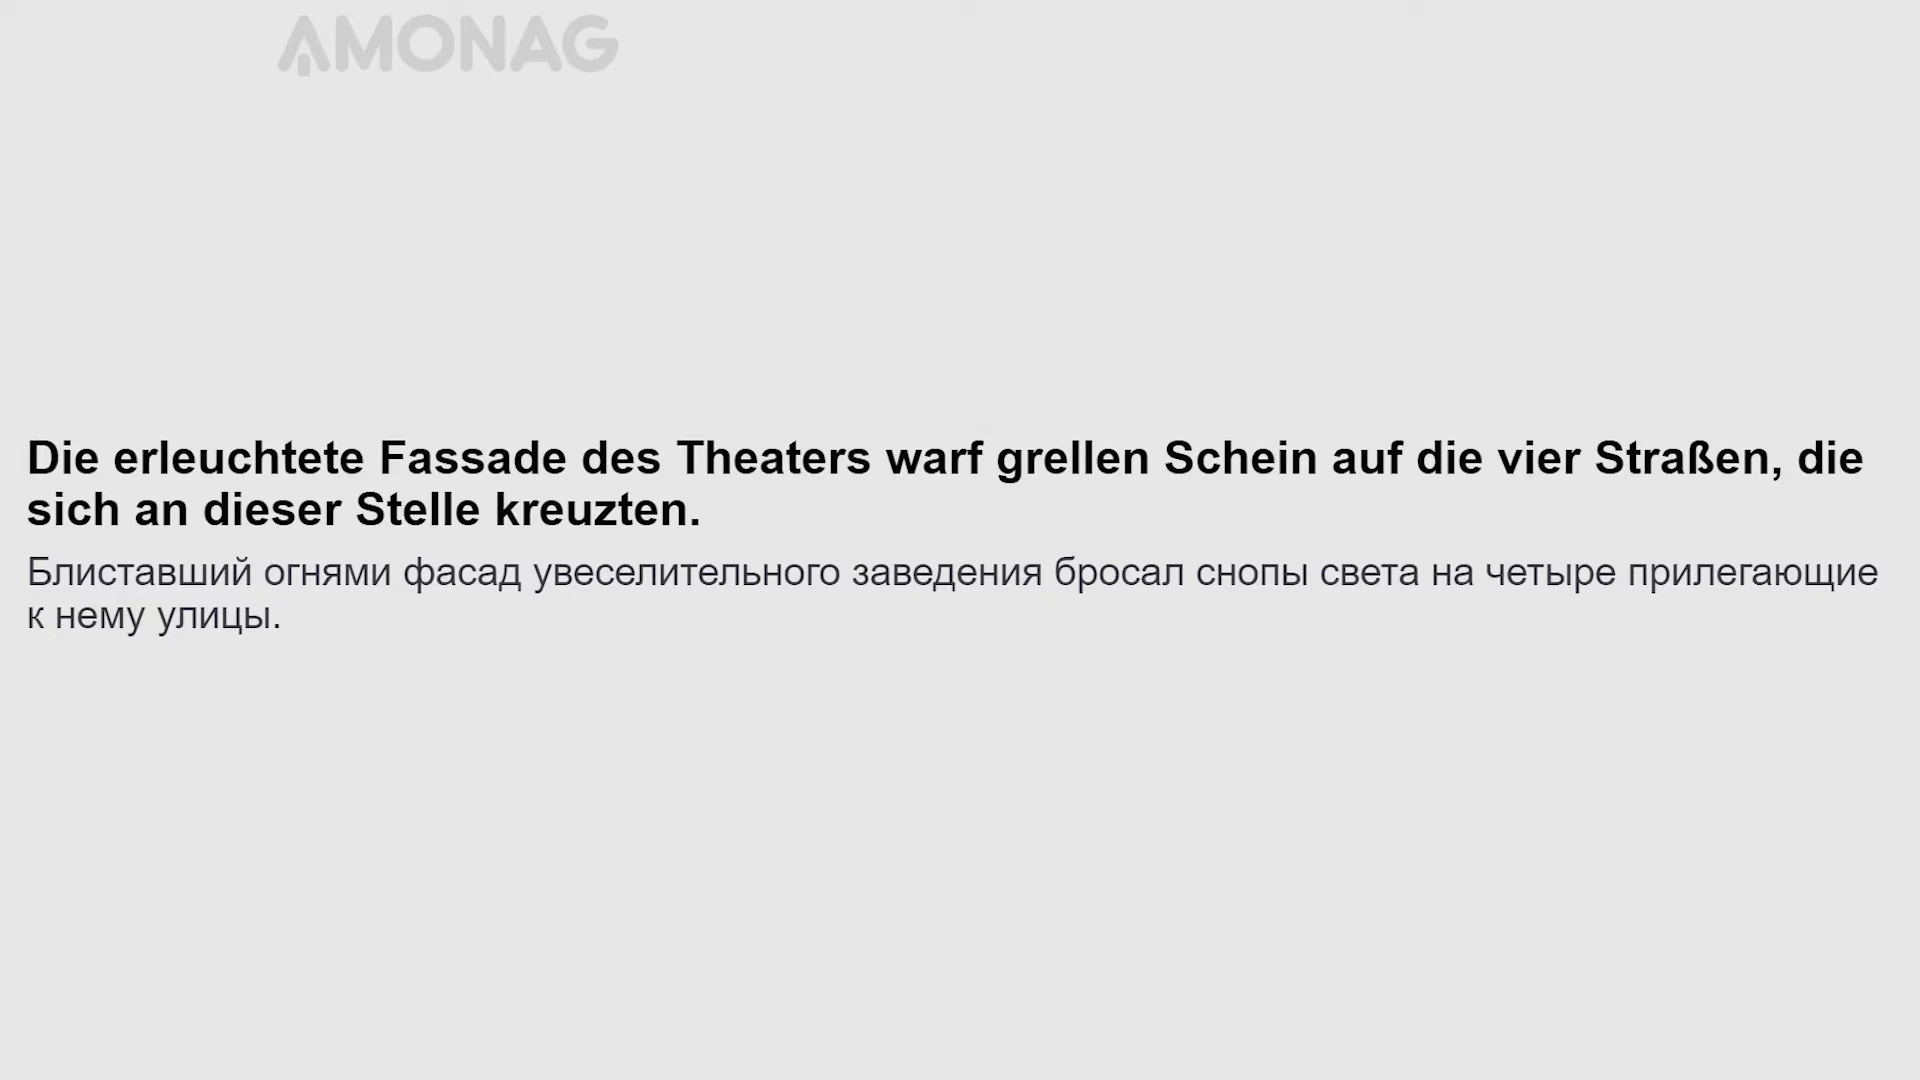 AMONAG
Die erleuchtete Fassade des Theaters warf grellen Schein auf die vier Straßen, die
sich an dieser Stelle kreuzten.
Блиставший огнями фасад увеселительного заведения бросал снопы света на четыре прилегающие
к нему улицы.